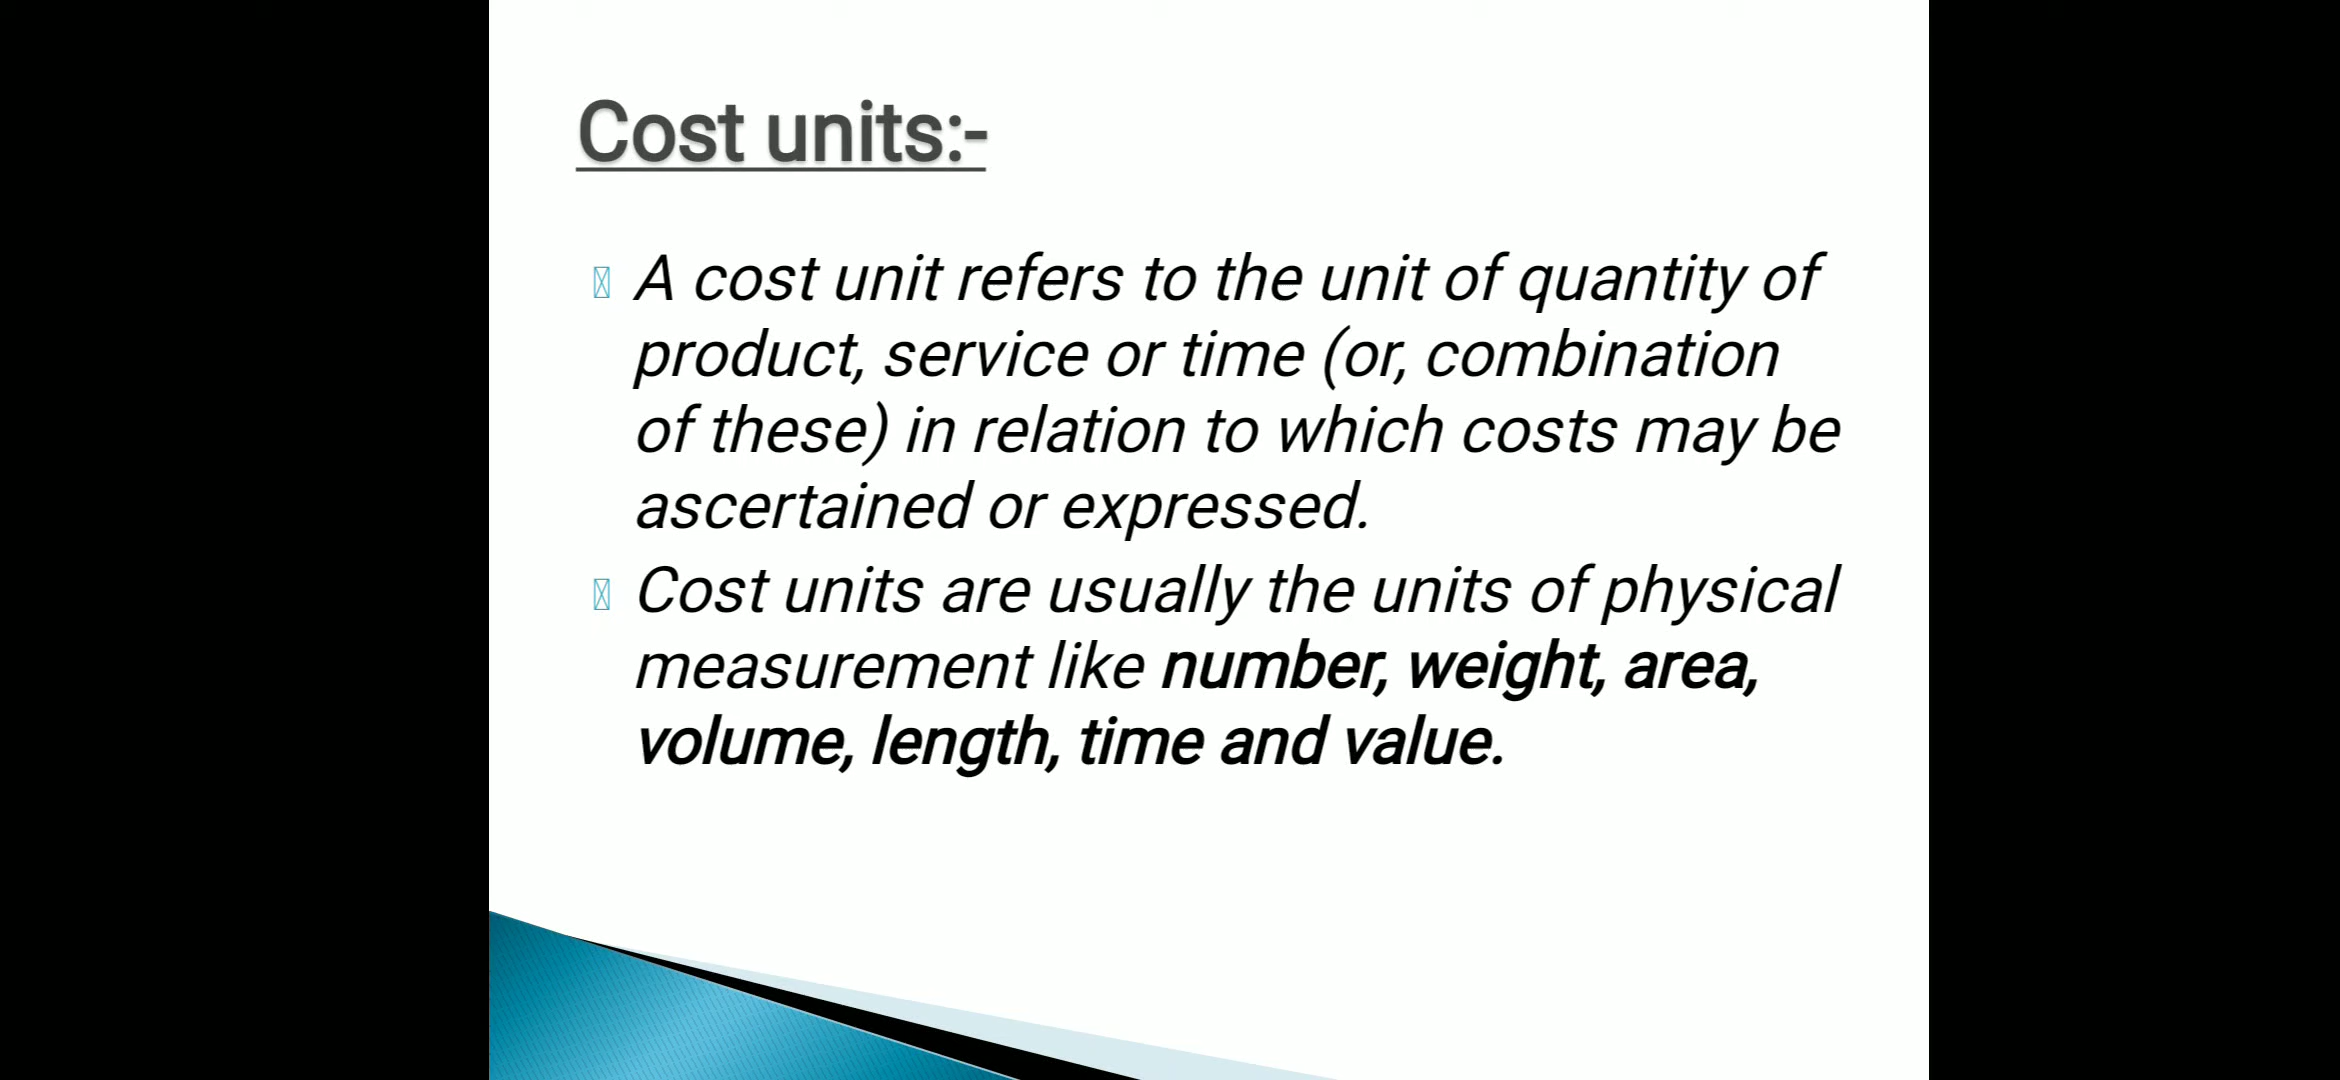 Cost units:-
A cost unit refers to the unit of quantity of
product, service or time (or, combination
of these) in relation to which costs may be
ascertained or expressed.
Cost units are usually the units of physical
measurement like number, weight, area,
volume, length, time and value.